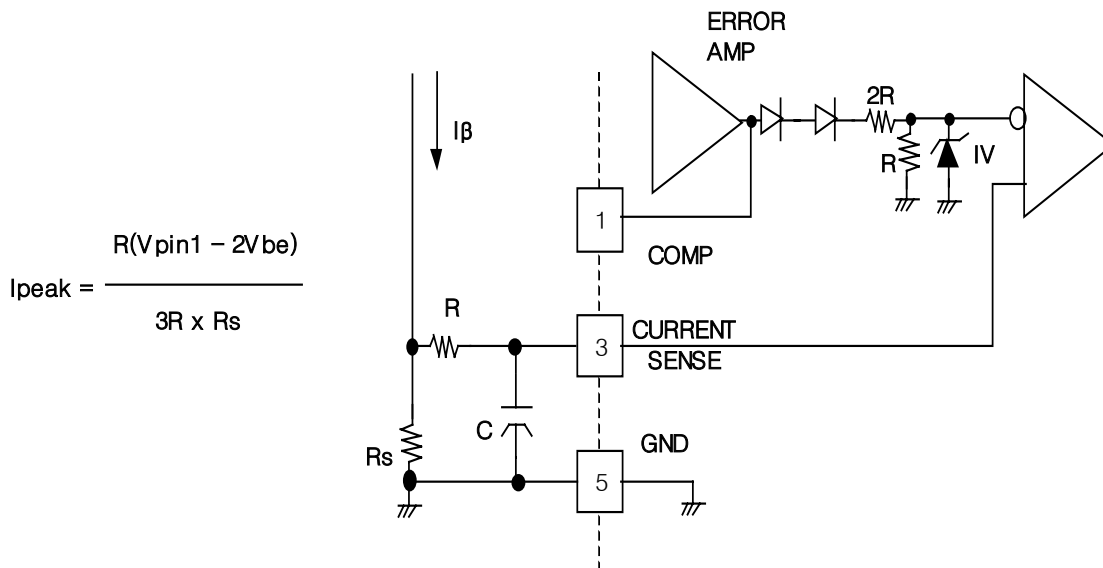 ERROR
AMP
2R
R
IV
Iβ
1
COMP
Ipeak = R(Vpin1 - 2Vbe)
3R x Rs
R
3
CURRENT
SENSE
C
Rs
GND
5